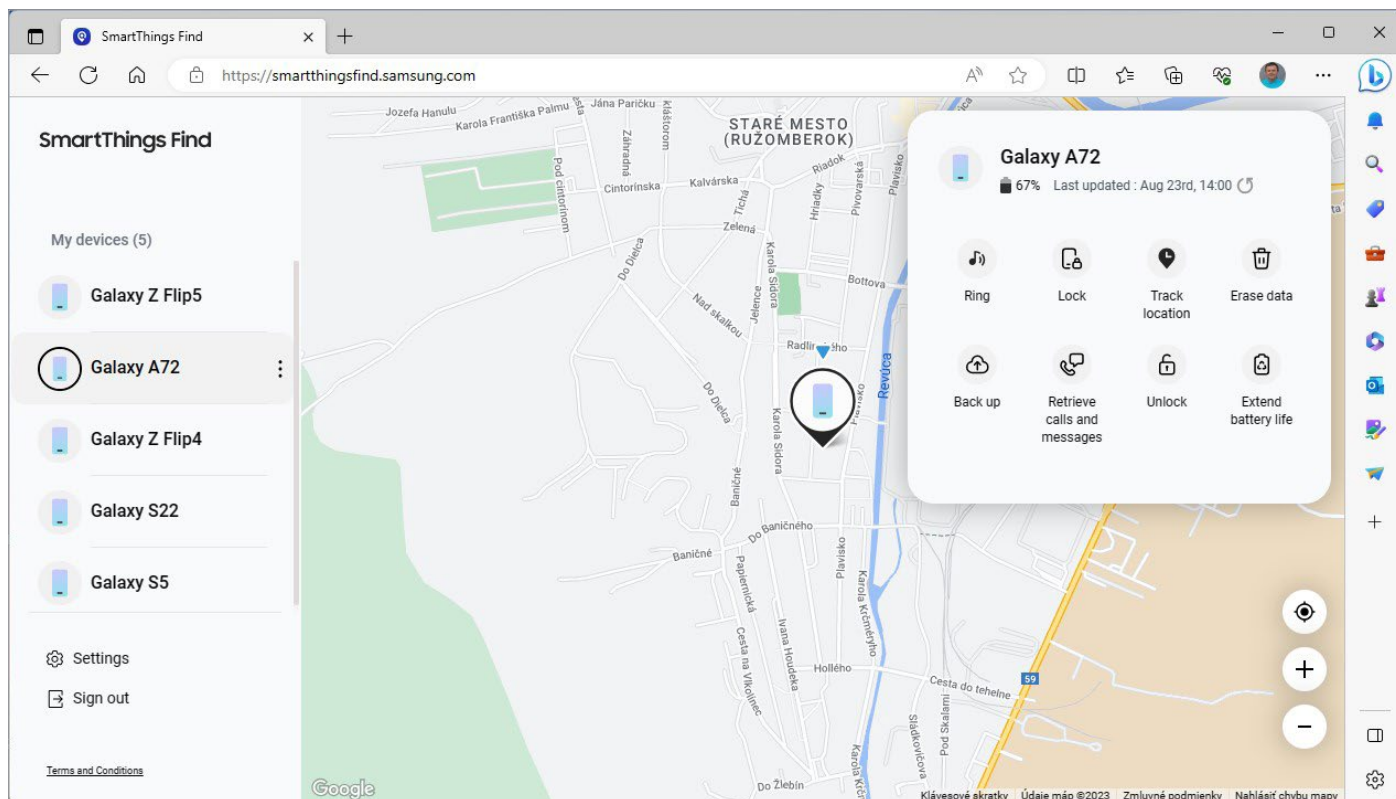 SmartThings Find
https://smartthingsfind.samsung.com
SmartThings Find
My devices (5)
Galaxy Z Flip5
Galaxy A72
Galaxy Z Flip4
Galaxy S22
Galaxy S5
Settings
Sign out
Terms and Conditions
Jozefa Hanulu
Karola Františka Palmu
Jána Paričku
kláštorom
Záhradná
Pod cintorínom
STARÉ MESTO
(RUŽOMBEROK)
Riadok
Cintorínska
Kalvárska
Tichá
Hriadky
Pivovarská
Plavisko
Zelená
Do Dielca
Karola Sidora
Jelence
Bottova
Nad skalkou
Revúca
Do Dielca
Karola Sidora
Plavisko
Baničné
Do Baničného
Baničné
Plavisko
Papiernická
Karola Krčméryho
Ivana Houdeka
Cesta na Vlkolínec
Hollého
Cesta do tehelne
59
Pod Skalami
Sládkovičova
Do Žlebín
Google
Klávesové skratky
Údaje máp ©2023
Zmluvné podmienky
Nahlásiť chybu mapy
Galaxy A72
67% Last updated : Aug 23rd, 14:00
Ring
Lock
Track
location
Erase data
Back up
Retrieve
calls and
messages
Unlock
Extend
battery life